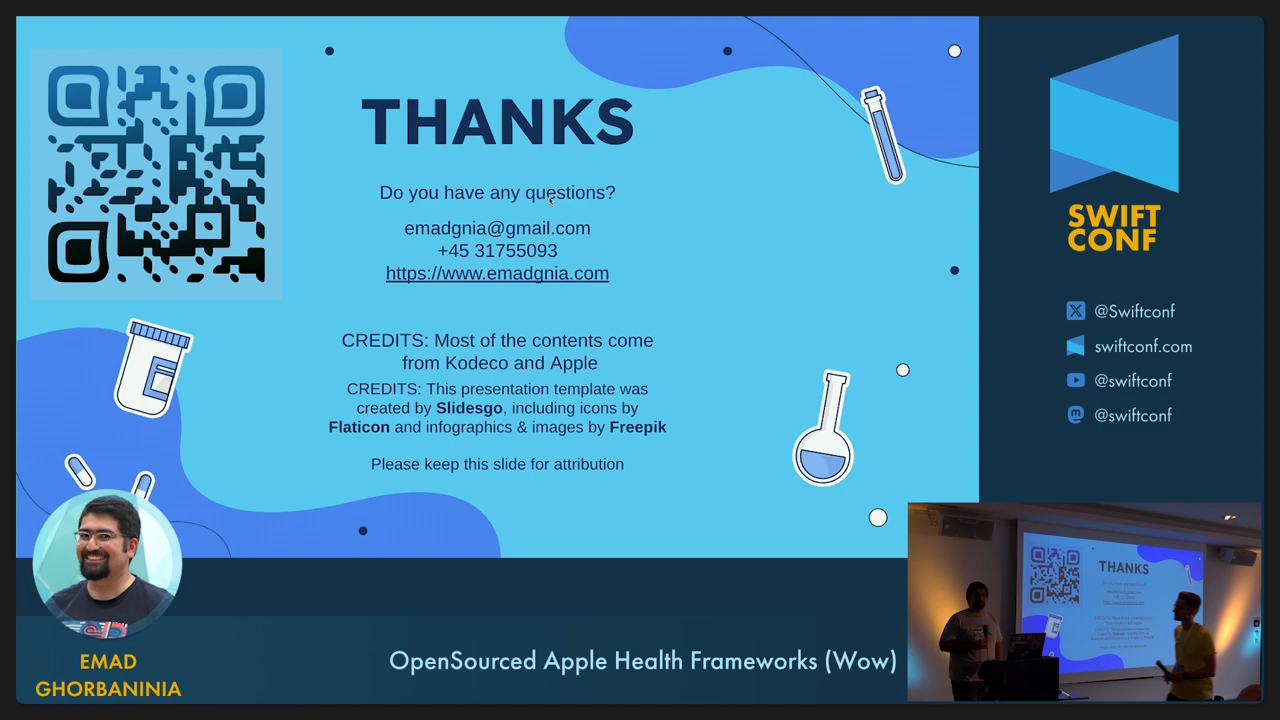 THANKS
Do you have any questions?
emadgnia@gmail.com
+45 31755093
https://www.emadgnia.com
CREDITS: Most of the contents come
from Kodeco and Apple
CREDITS: This presentation template was
created by Slidesgo, including icons by
Flaticon and infographics & images by Freepik
Please keep this slide for attribution
SWIFT
CONF
@Swiftconf
swiftconf.com
@swiftconf
@swiftconf
EMAD
GHORBANINIA
OpenSourced Apple Health Frameworks (Wow)
THANKS